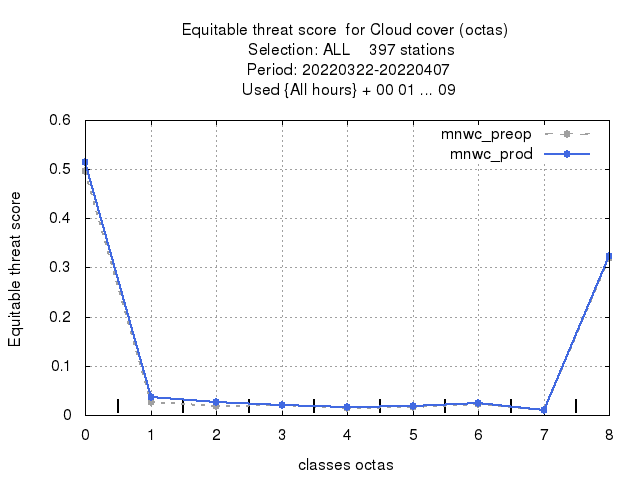 Equitable threat score  for Cloud cover (octas)
Selection: ALL    397 stations
Period: 20220322-20220407
Used {All hours} + 00 01 ... 09
mnwc_preop
mnwc_prod
Equitable threat score
0.6
0.5
0.4
0.3
0.2
0.1
0
0 1 2 3 4 5 6 7 8
classes octas